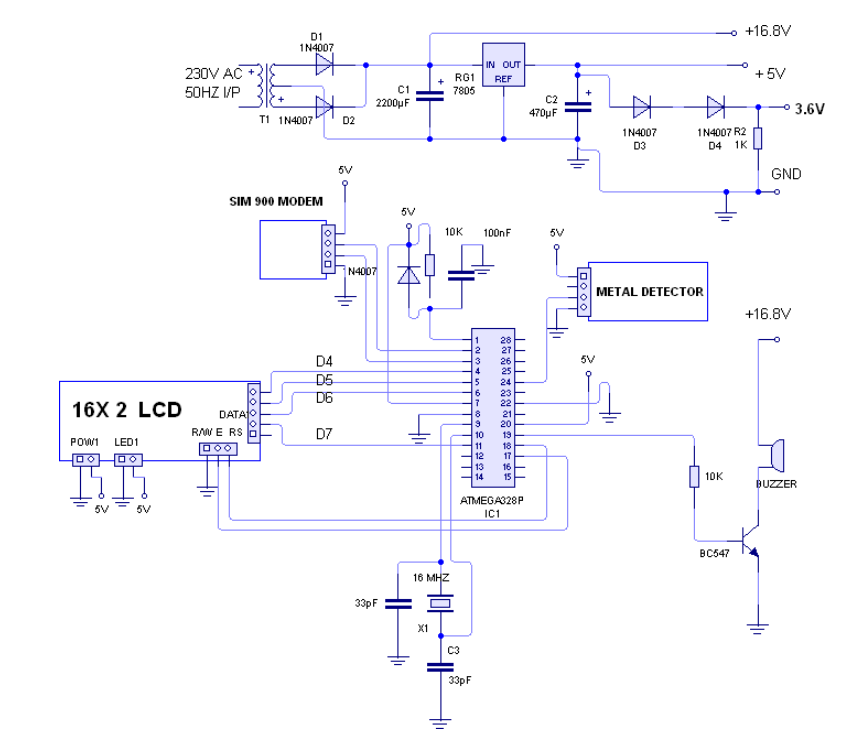 +16.8V
D1
1N4007
230V AC
50HZ I/P
+
+
T1
1N4007
D2
C1
2200µF
+
RG1
7805
IN OUT
REF
+ 5V
C2
470µF
+
1N4007
D3
1N4007
D4
3.6V
R2
1K
GND
5V
SIM 900 MODEM
N4007
5V
10K
100nF
5V
METAL DETECTOR
+16.8V
1
2
3
4
5
6
7
8
9
10
11
12
13
14
28
27
26
25
24
23
22
21
20
19
18
17
16
15
ATMEGA328P
IC1
5V
D4
D5
D6
D7
16X 2 LCD
DATA
R/W E RS
POW1
LED1
5V
5V
10K
BUZZER
BC547
16 MHZ
X1
33pF
C3
33pF